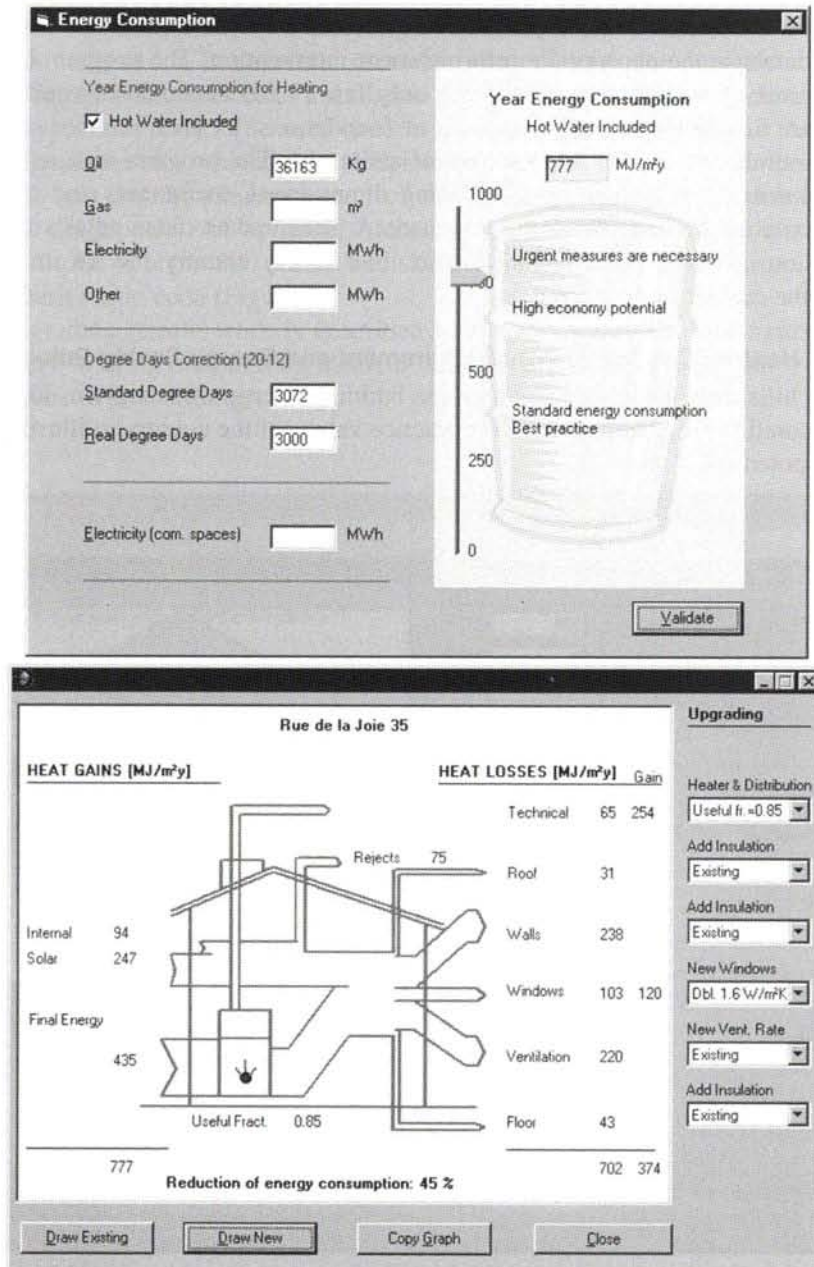 Energy Consumption
Year Energy Consumption for Heating
Hot Water Included
Oil 36163 Kg
Gas m³
Electricity MWh
Other MWh
Degree Days Correction (20-12)
Standard Degree Days 3072
Real Degree Days 3000
Electricity (com. spaces) MWh
Year Energy Consumption
Hot Water Included
777 MJ/m²y
1000
Urgent measures are necessary
High economy potential
500
Standard energy consumption
Best practice
250
0
Validate
Rue de la Joie 35
HEAT GAINS [MJ/m²y]
HEAT LOSSES [MJ/m²y] Gain
Technical 65 254
Rejects 75
Roof 31
Internal 94
Solar 247
Walls 238
Windows 103 120
Final Energy
435
Ventilation 220
Useful Fract. 0.85
Floor 43
777
702 374
Reduction of energy consumption: 45 %
Upgrading
Heater & Distribution
Useful fr.=0.85
Add Insulation
Existing
Add Insulation
Existing
New Windows
Dbl. 1.6 W/m²K
New Vent. Rate
Existing
Add Insulation
Existing
Draw Existing
Draw New
Copy Graph
Close